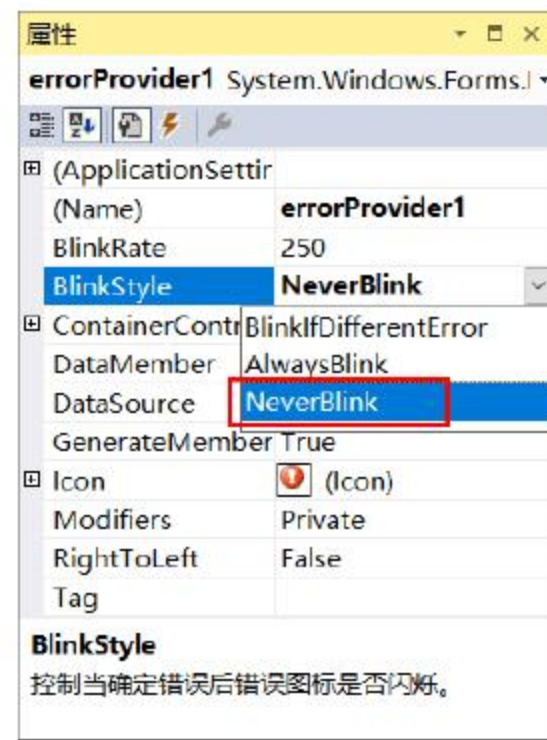 属性
errorProvider1 System.Windows.Forms.
(ApplicationSettin
(Name) errorProvider1
BlinkRate 250
BlinkStyle NeverBlink
ContainerContr BlinkIfDifferentError
DataMember AlwaysBlink
DataSource NeverBlink
GenerateMember True
Icon (Icon)
Modifiers Private
RightToLeft False
Tag
BlinkStyle
控制当确定错误后错误图标是否闪烁。